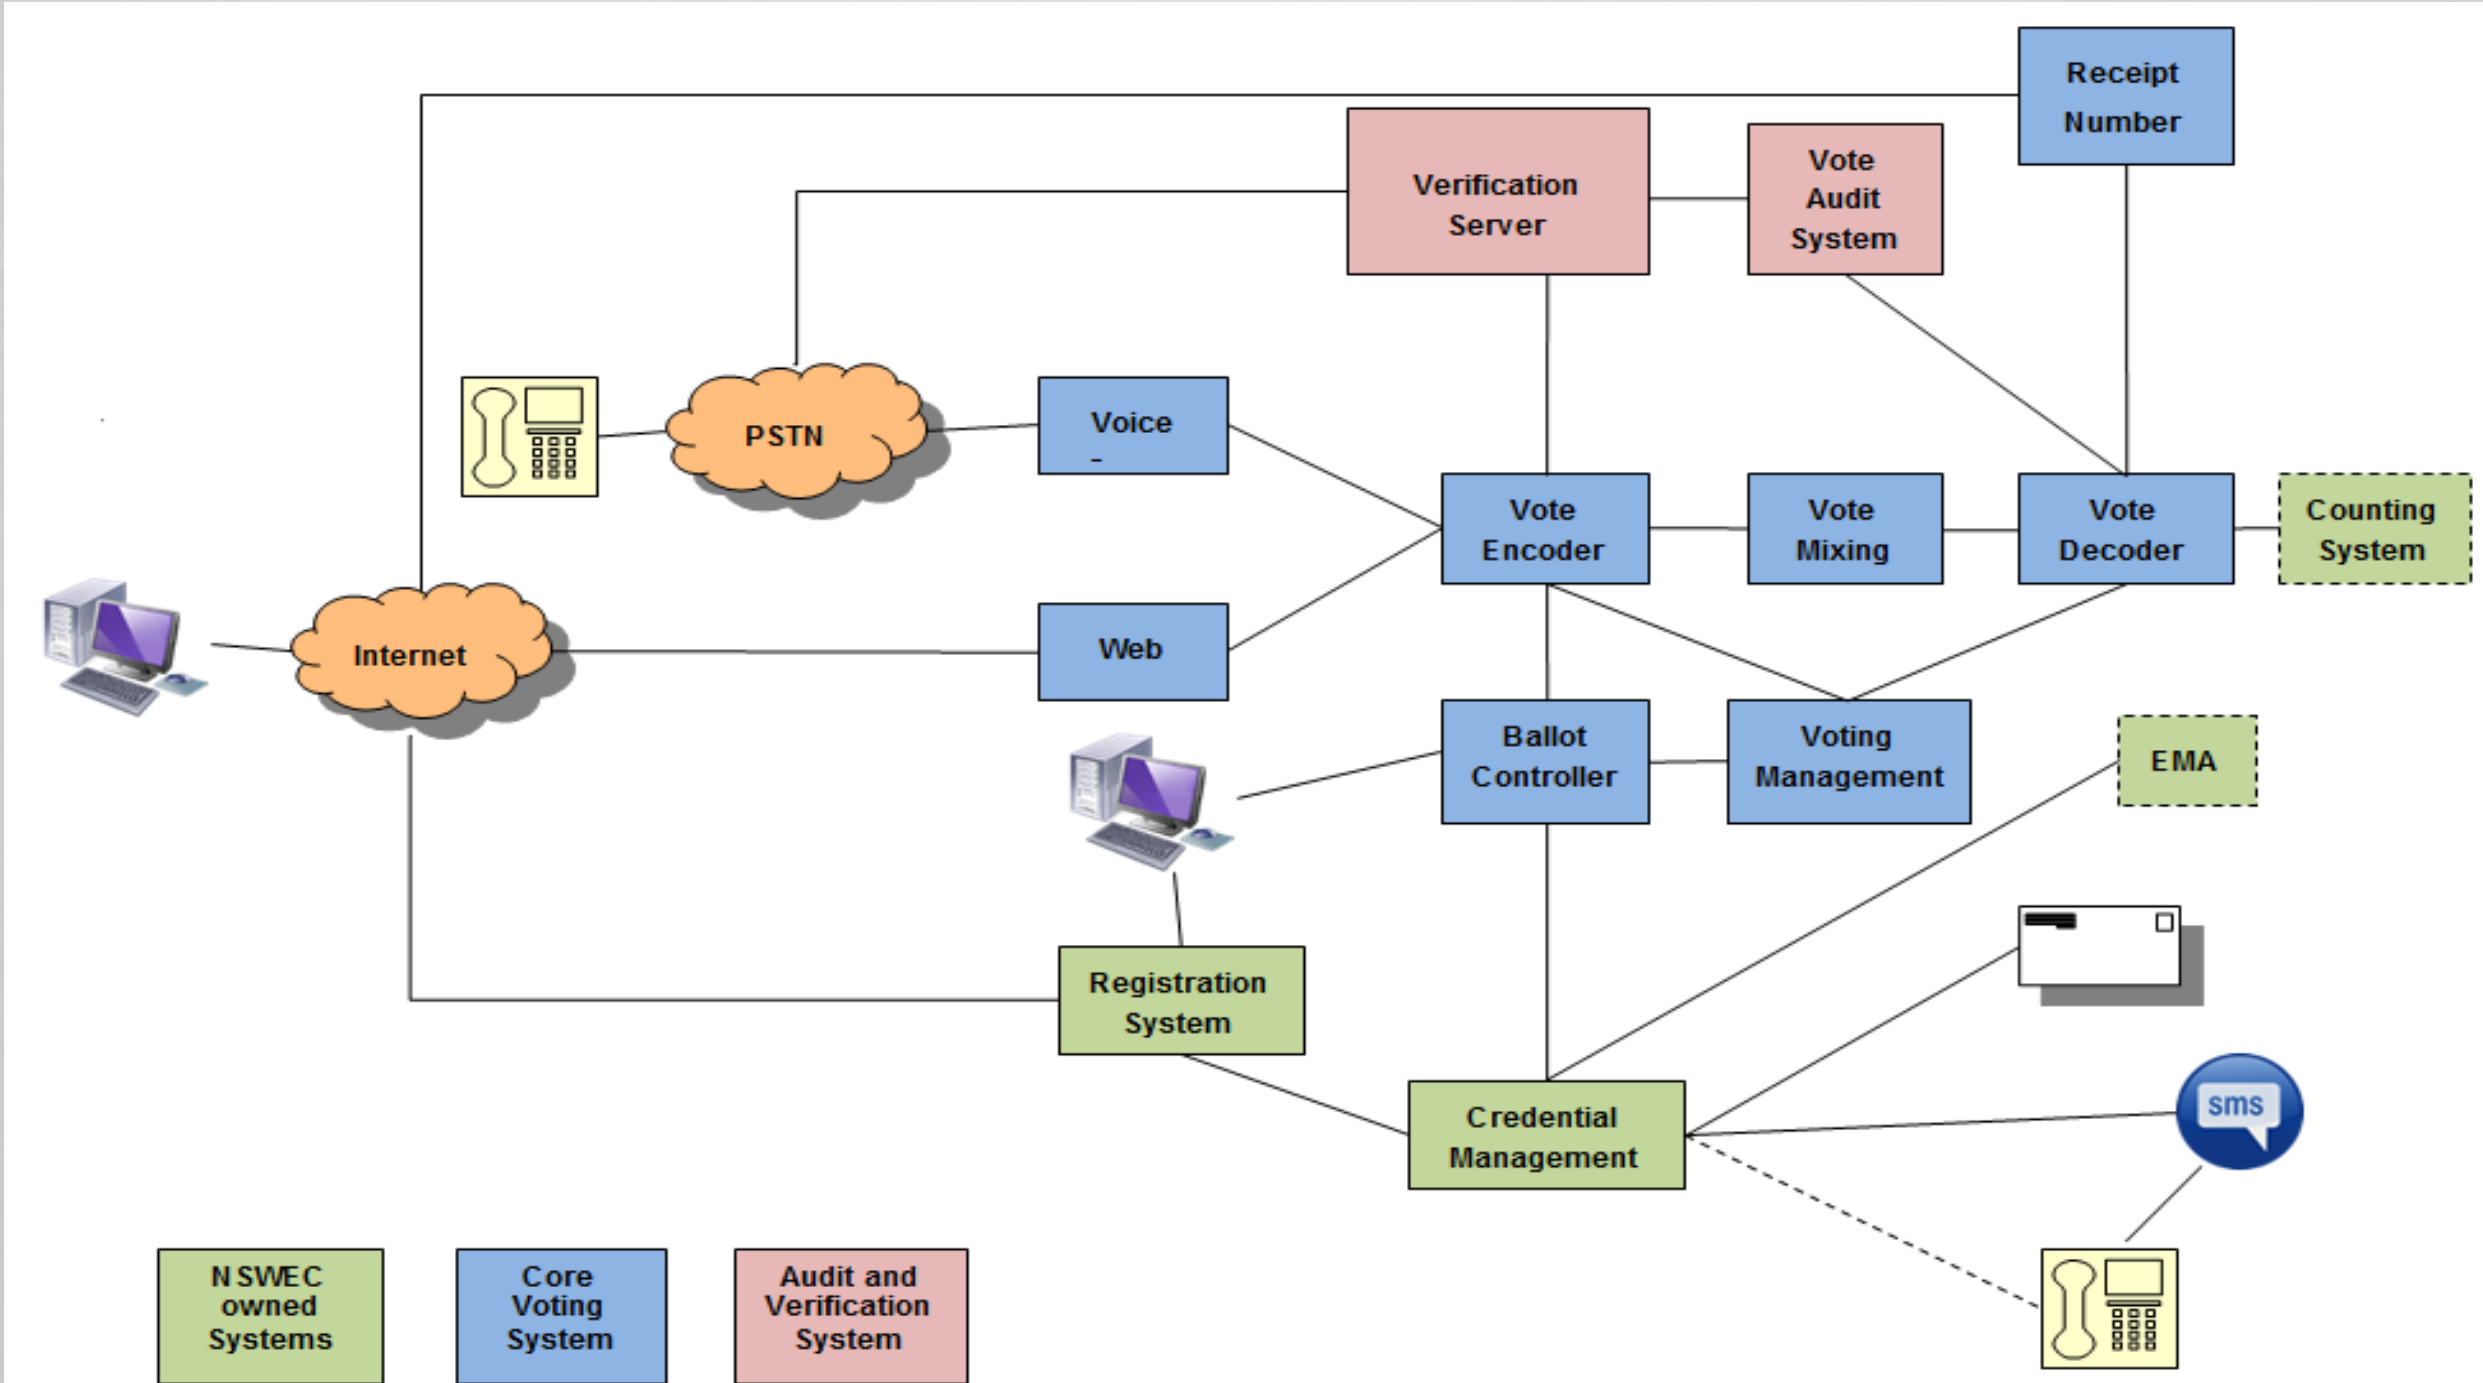 Receipt
Number
Verification
Server
Vote
Audit
System
PSTN
Voice
-
Vote
Encoder
Vote
Mixing
Vote
Decoder
Counting
System
Internet
Web
Ballot
Controller
Voting
Management
EMA
Registration
System
Credential
Management
sms
NSWEC
owned
Systems
Core
Voting
System
Audit and
Verification
System